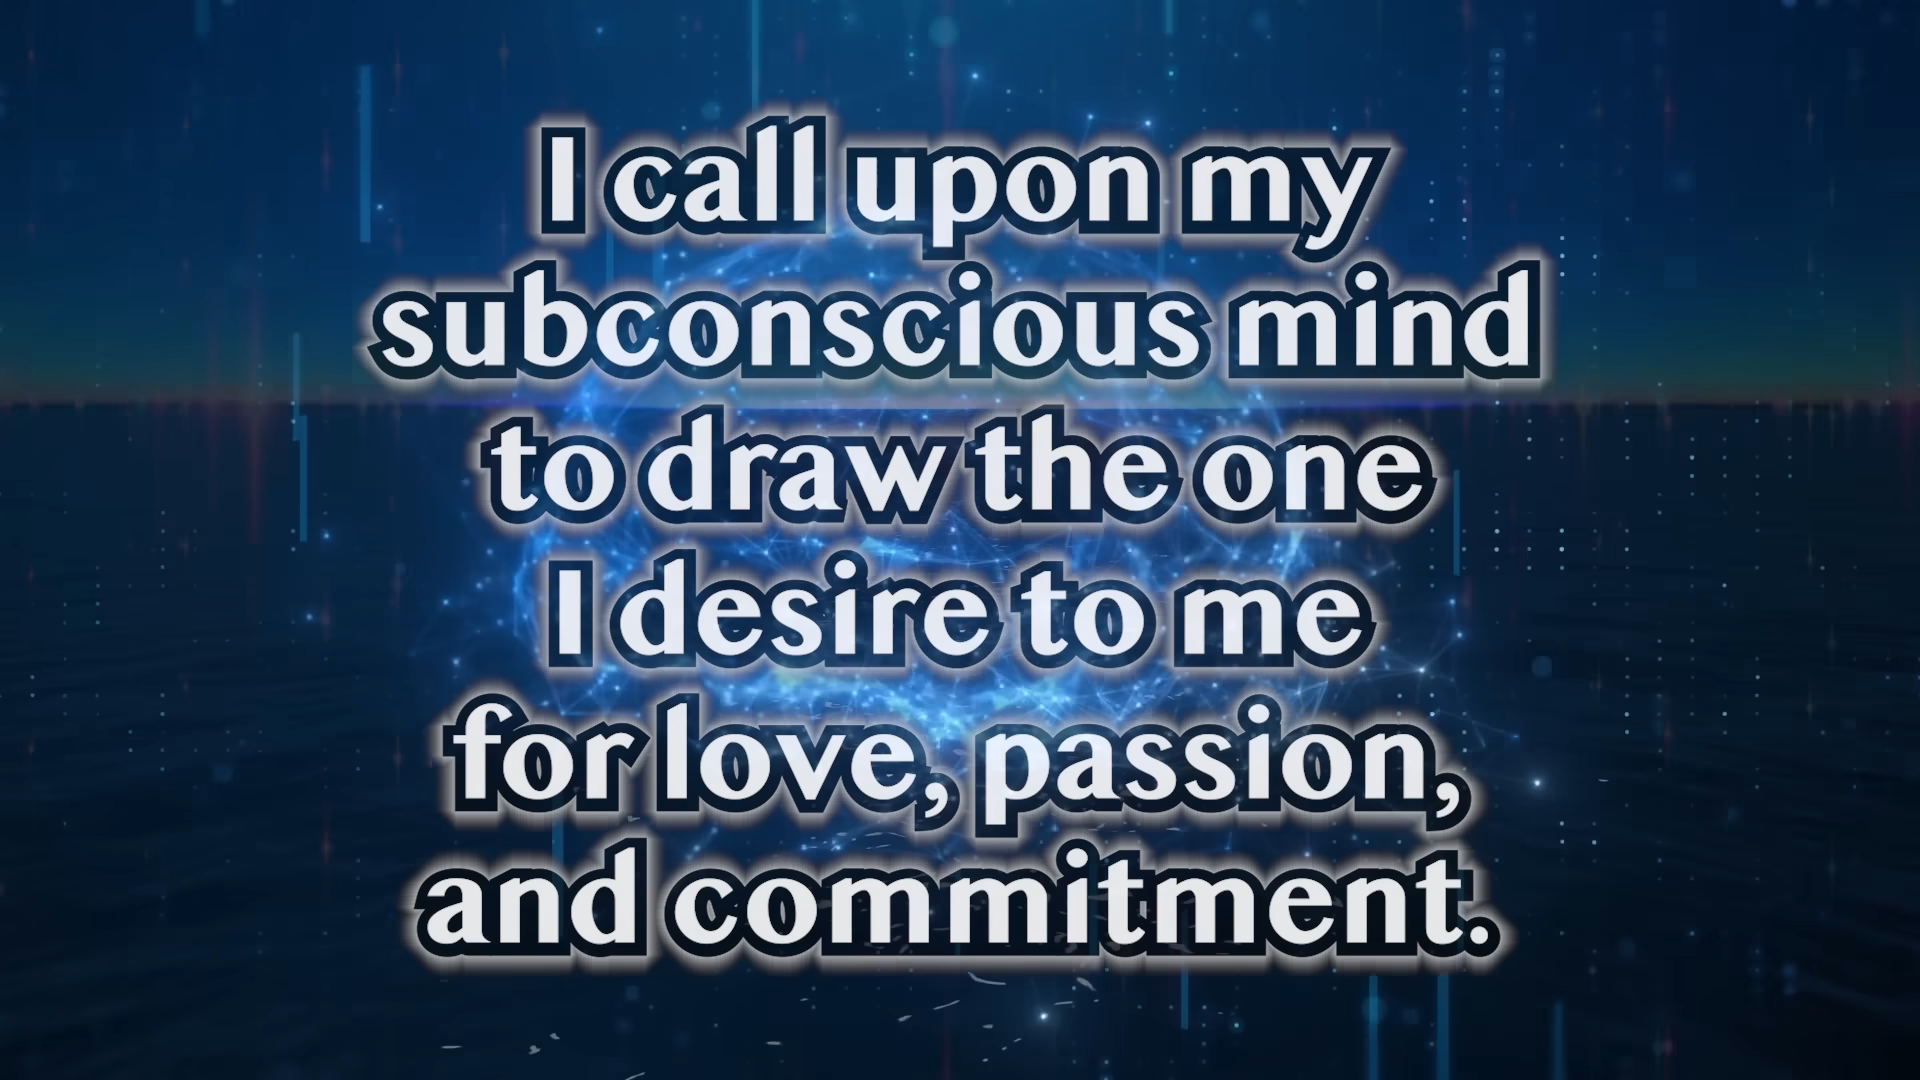 I call upon my
subconscious mind
to draw the one
I desire to me
for love, passion,
and commitment.